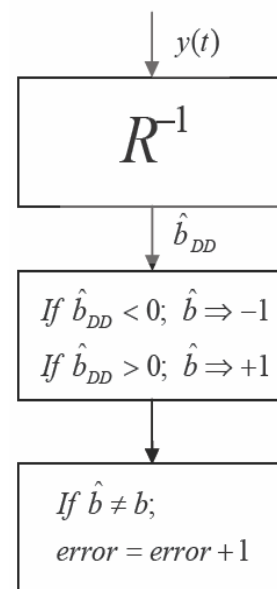 y(t)
R⁻¹
b̂_DD
If b̂_DD < 0; b̂ ⇒ −1
If b̂_DD > 0; b̂ ⇒ +1
If b̂ ≠ b;
error = error + 1